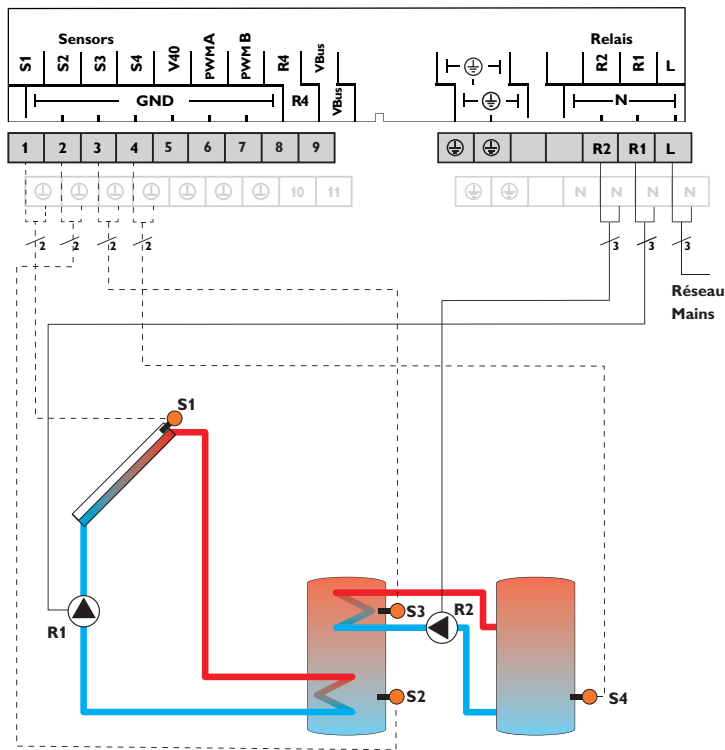 Sensors
Relais
S1 S2 S3 S4 V40 PWMA PWMB R4 VBus
R2 R1 L
GND R4 VBus
N
1 2 3 4 5 6 7 8 9
R2 R1 L
10 11
N N N N
2 2 2 2
3 3 3
Réseau
Mains
S1
R1
S3
R2
S2
S4